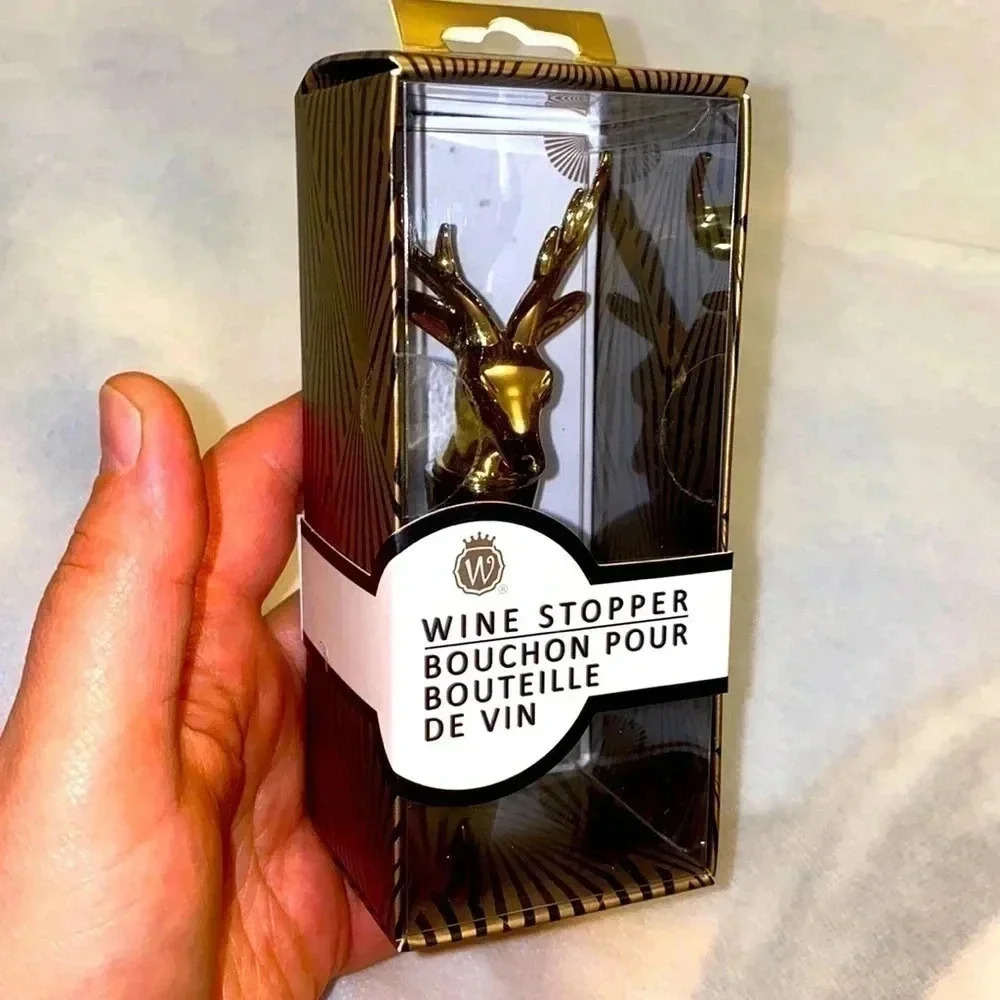 W
®
WINE STOPPER
BOUCHON POUR
BOUTEILLE
DE VIN